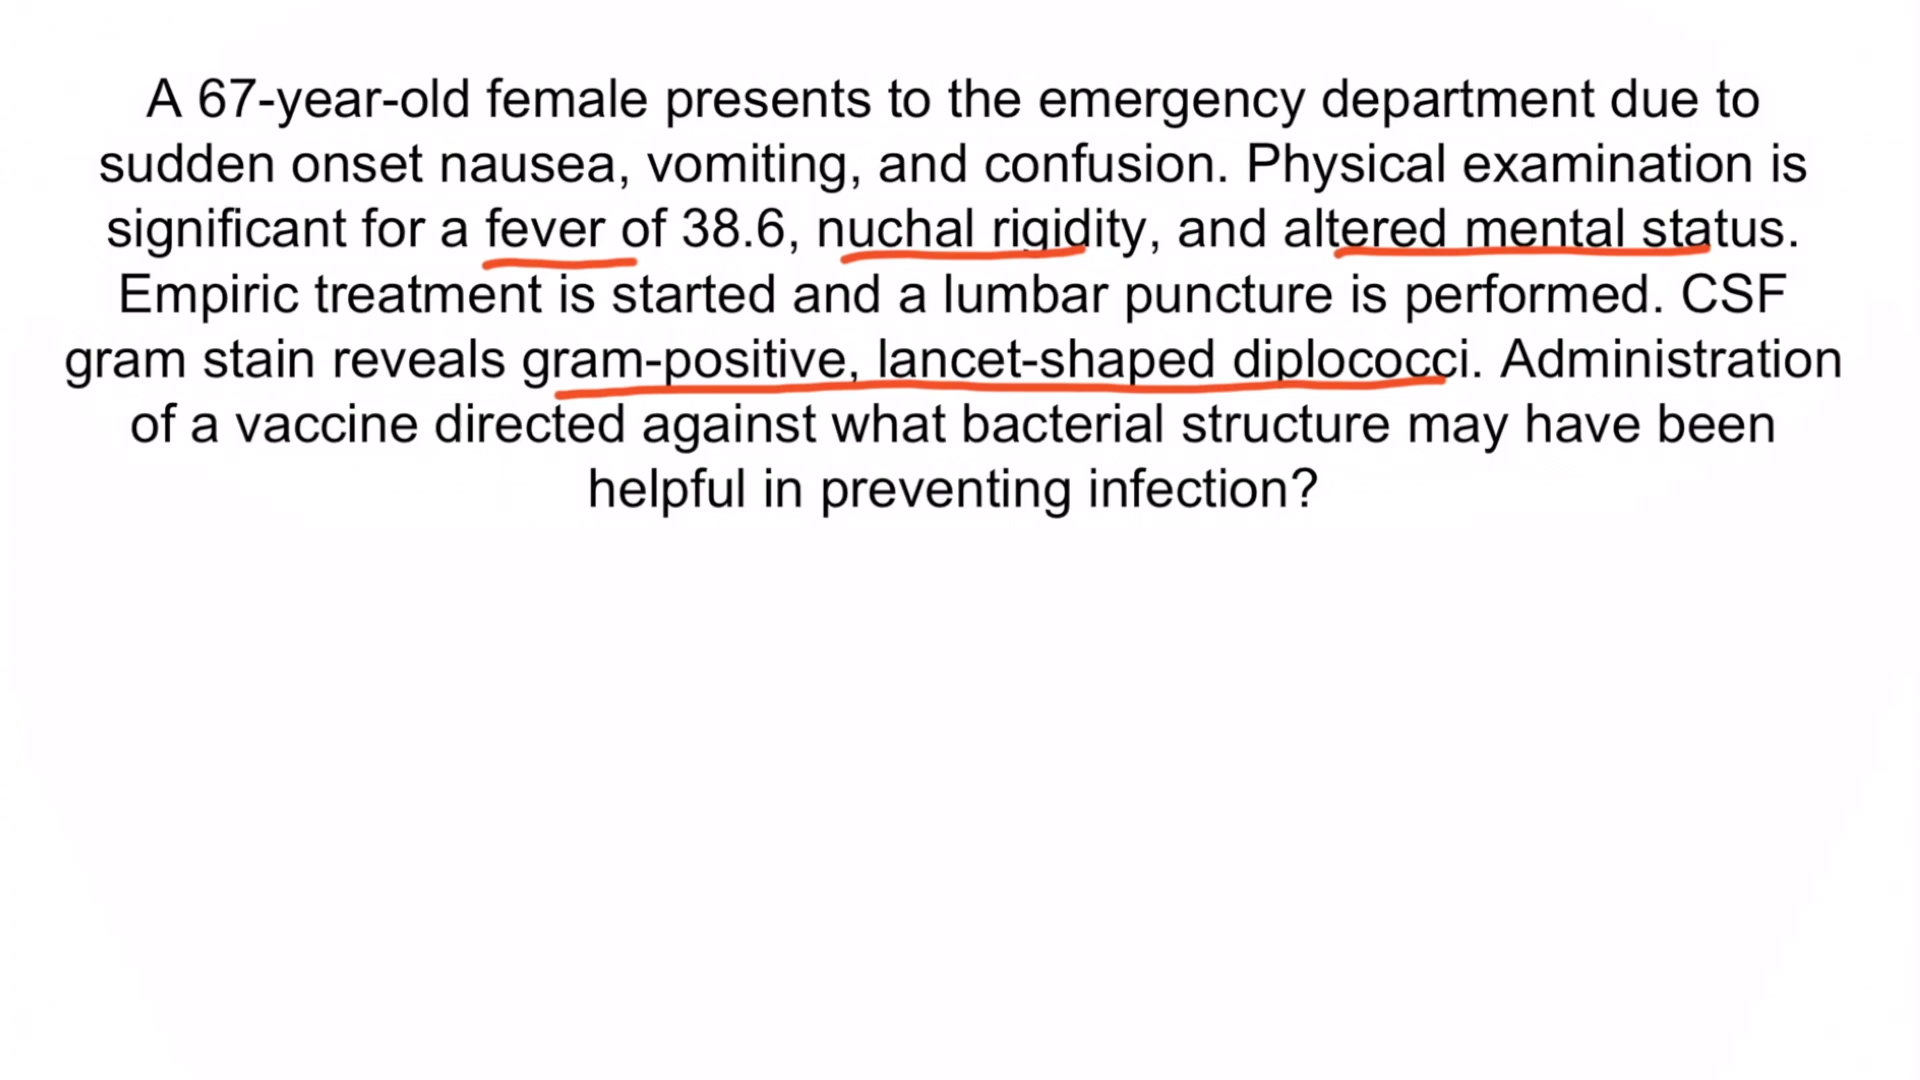 A 67-year-old female presents to the emergency department due to
sudden onset nausea, vomiting, and confusion. Physical examination is
significant for a fever of 38.6, nuchal rigidity, and altered mental status.
Empiric treatment is started and a lumbar puncture is performed. CSF
gram stain reveals gram-positive, lancet-shaped diplococci. Administration
of a vaccine directed against what bacterial structure may have been
helpful in preventing infection?